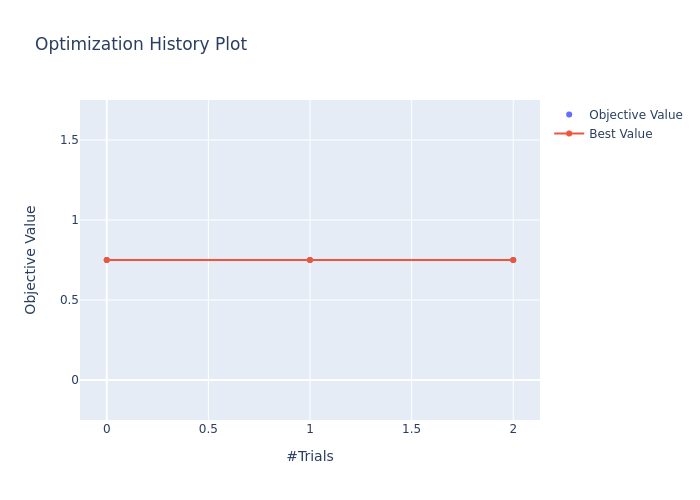 Optimization History Plot
Objective Value
Best Value
1.5
1
0.5
0
Objective Value
0
0.5
1
1.5
2
#Trials